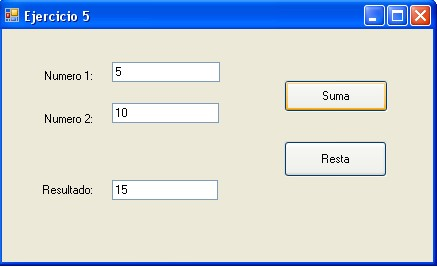 Ejercicio 5
Numero 1: 5
Suma
Numero 2: 10
Resta
Resultado: 15